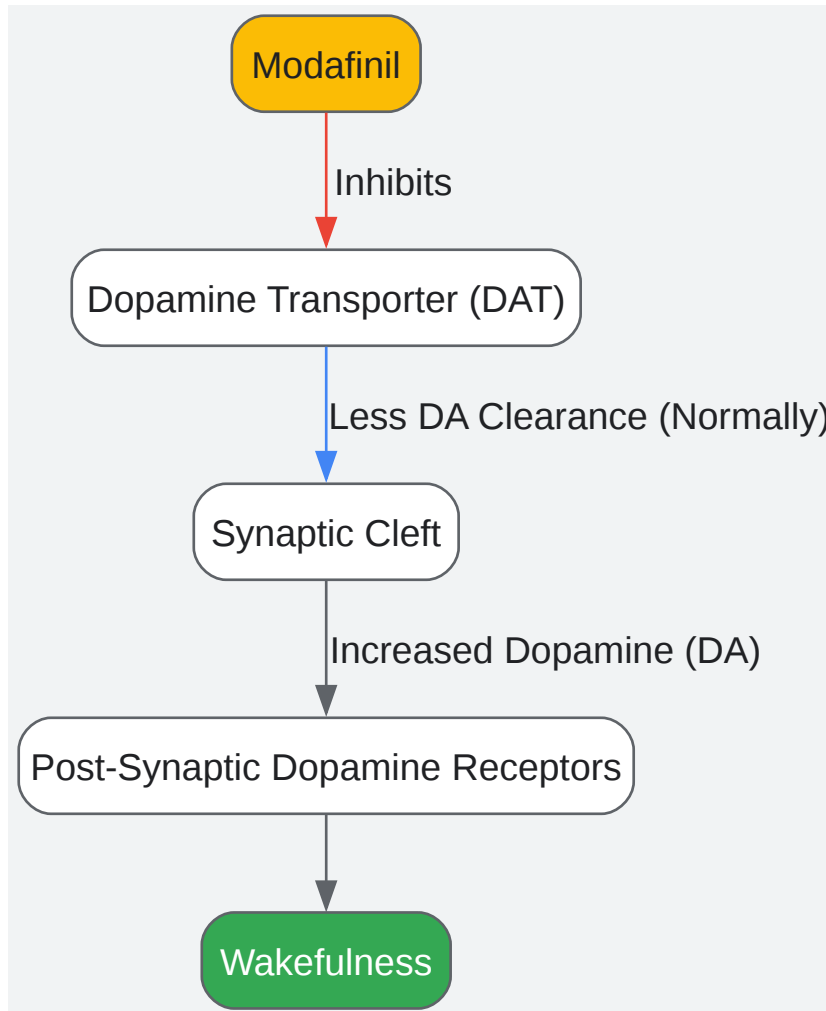 Modafinil
Inhibits
Dopamine Transporter (DAT)
Less DA Clearance (Normally)
Synaptic Cleft
Increased Dopamine (DA)
Post-Synaptic Dopamine Receptors
Wakefulness